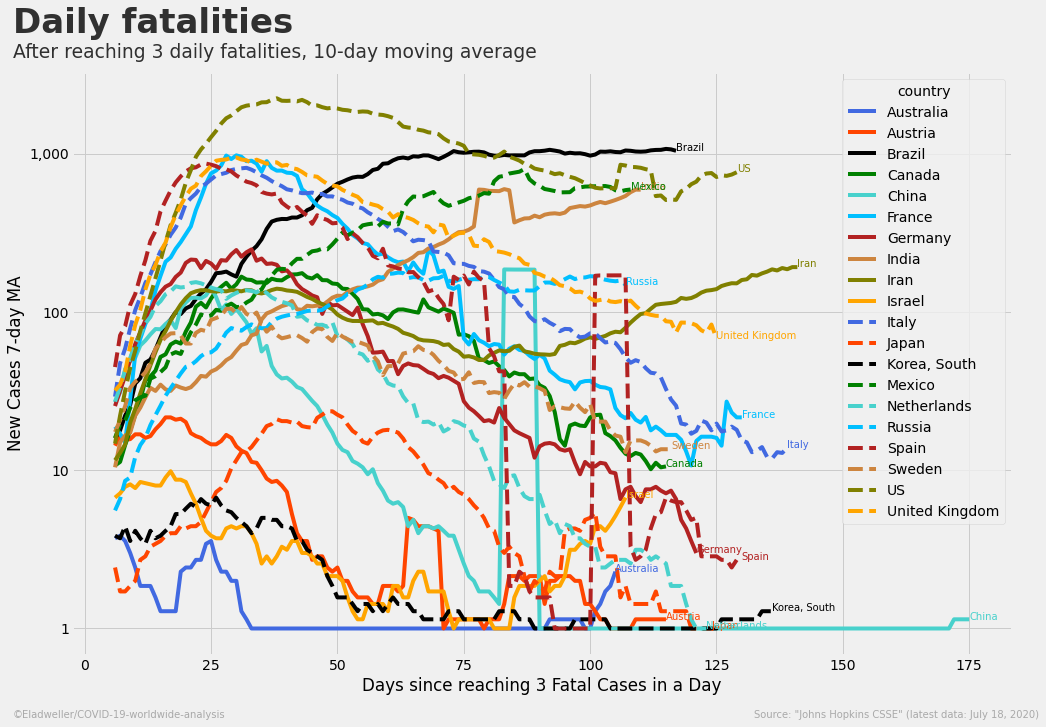 Daily fatalities
After reaching 3 daily fatalities, 10-day moving average
New Cases 7-day MA
1,000
100
10
1
0
25
50
75
100
125
150
175
Days since reaching 3 Fatal Cases in a Day
country
Australia
Austria
Brazil
Canada
China
France
Germany
India
Iran
Israel
Italy
Japan
Korea, South
Mexico
Netherlands
Russia
Spain
Sweden
US
United Kingdom
Brazil
US
Mexico
Iran
Russia
United Kingdom
France
Italy
Sweden
Canada
Israel
Germany
Spain
Australia
Korea, South
Austria
China
©Eladweller/COVID-19-worldwide-analysis
Source: "Johns Hopkins CSSE" (latest data: July 18, 2020)